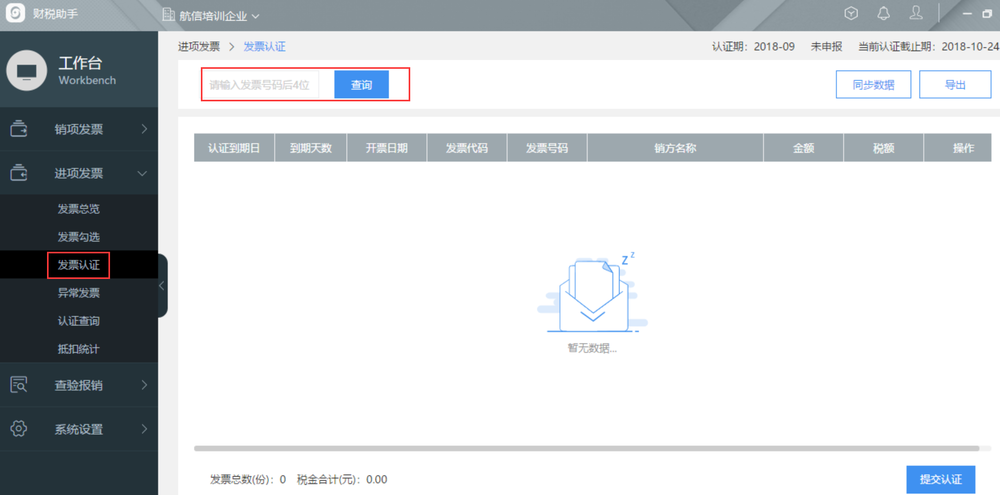 财税助手
航信培训企业
工作台
Workbench
销项发票
进项发票
发票总览
发票勾选
发票认证
异常发票
认证查询
抵扣统计
查验报销
系统设置
进项发票 > 发票认证
认证期：2018-09 未申报 当前认证截止期：2018-10-24
请输入发票号码后4位 查询
同步数据 导出
认证到期日 到期天数 开票日期 发票代码 发票号码 销方名称 金额 税额 操作
z z
暂无数据...
发票总数(份)：0 税金合计(元)：0.00
提交认证